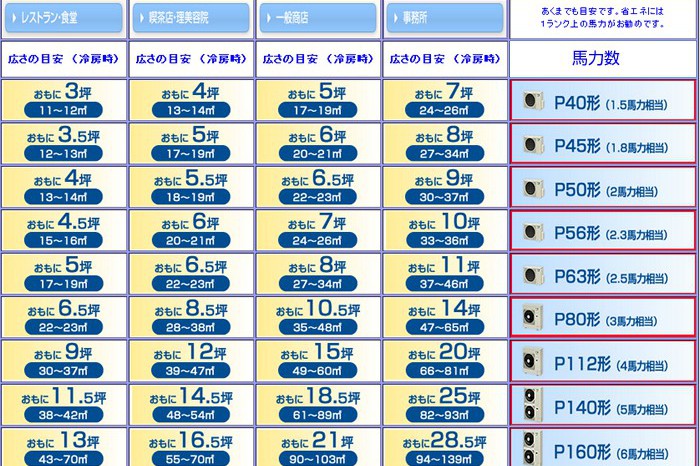 レストラン・食堂 喫茶店・理美容院 一般商店 事務所 あくまでも目安です。省エネには
1ランク上の馬力がお勧めです。
広さの目安 (冷房時) 広さの目安 (冷房時) 広さの目安 (冷房時) 広さの目安 (冷房時) 馬力数
おもに3坪 おもに4坪 おもに5坪 おもに7坪 P40形 (1.5馬力相当)
11〜12㎡ 13〜14㎡ 17〜19㎡ 24〜26㎡
おもに3.5坪 おもに5坪 おもに6坪 おもに8坪 P45形 (1.8馬力相当)
12〜13㎡ 17〜19㎡ 20〜21㎡ 27〜34㎡
おもに4坪 おもに5.5坪 おもに6.5坪 おもに9坪 P50形 (2馬力相当)
13〜14㎡ 18〜19㎡ 22〜23㎡ 30〜37㎡
おもに4.5坪 おもに6坪 おもに7坪 おもに10坪 P56形 (2.3馬力相当)
15〜16㎡ 20〜21㎡ 24〜26㎡ 33〜36㎡
おもに5坪 おもに6.5坪 おもに8坪 おもに11坪 P63形 (2.5馬力相当)
17〜19㎡ 22〜23㎡ 27〜34㎡ 37〜46㎡
おもに6.5坪 おもに8.5坪 おもに10.5坪 おもに14坪 P80形 (3馬力相当)
22〜23㎡ 28〜38㎡ 35〜48㎡ 47〜65㎡
おもに9坪 おもに12坪 おもに15坪 おもに20坪 P112形 (4馬力相当)
30〜37㎡ 39〜47㎡ 49〜60㎡ 66〜81㎡
おもに11.5坪 おもに14.5坪 おもに18.5坪 おもに25坪 P140形 (5馬力相当)
38〜42㎡ 48〜54㎡ 61〜89㎡ 82〜93㎡
おもに13坪 おもに16.5坪 おもに21坪 おもに28.5坪 P160形 (6馬力相当)
43〜70㎡ 55〜70㎡ 90〜103㎡ 94〜139㎡